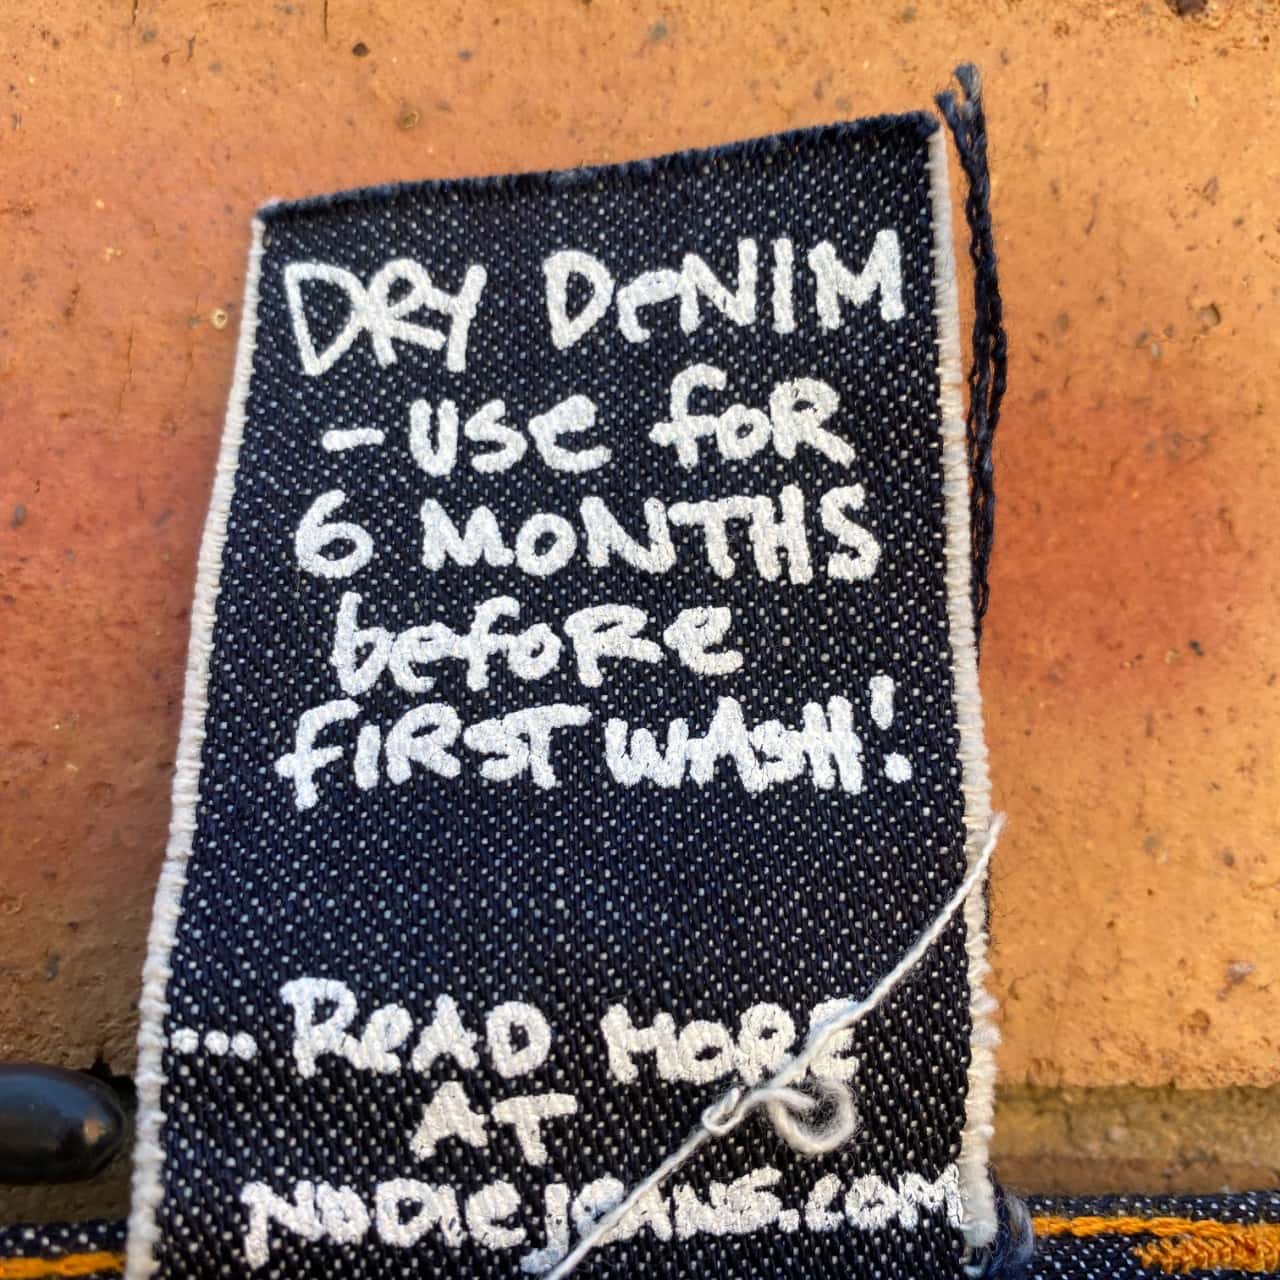 DRY DeNIM
- USe foR
6 MONTHS
befoRe
fIRST WASH!
... ReAD MORE
AT
NUDIEJEANS.COM